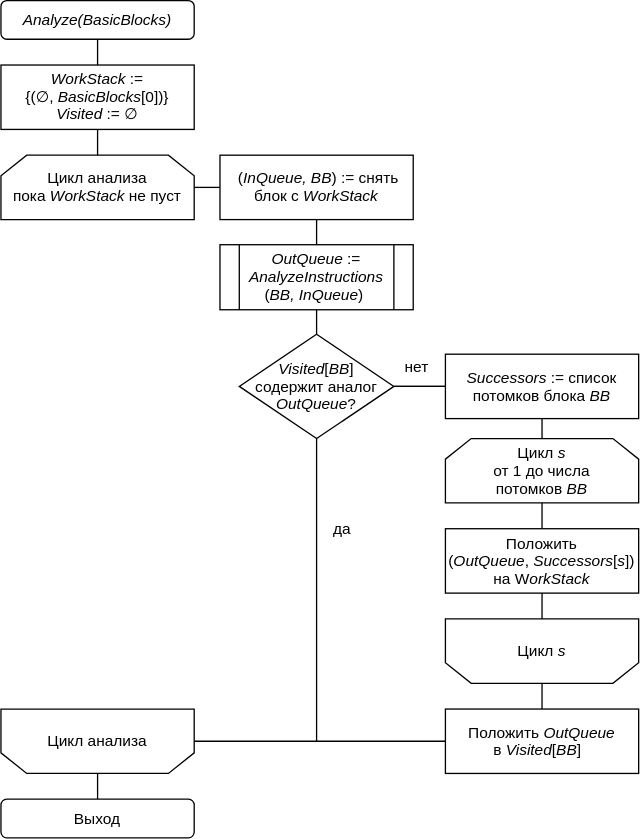 Analyze(BasicBlocks)
WorkStack :=
{(∅, BasicBlocks[0])}
Visited := ∅
Цикл анализа
пока WorkStack не пуст
(InQueue, BB) := снять
блок с WorkStack
OutQueue :=
AnalyzeInstructions
(BB, InQueue)
Visited[BB]
содержит аналог
OutQueue?
нет
Successors := список
потомков блока BB
Цикл s
от 1 до числа
потомков BB
да
Положить
(OutQueue, Successors[s])
на WorkStack
Цикл s
Положить OutQueue
в Visited[BB]
Цикл анализа
Выход